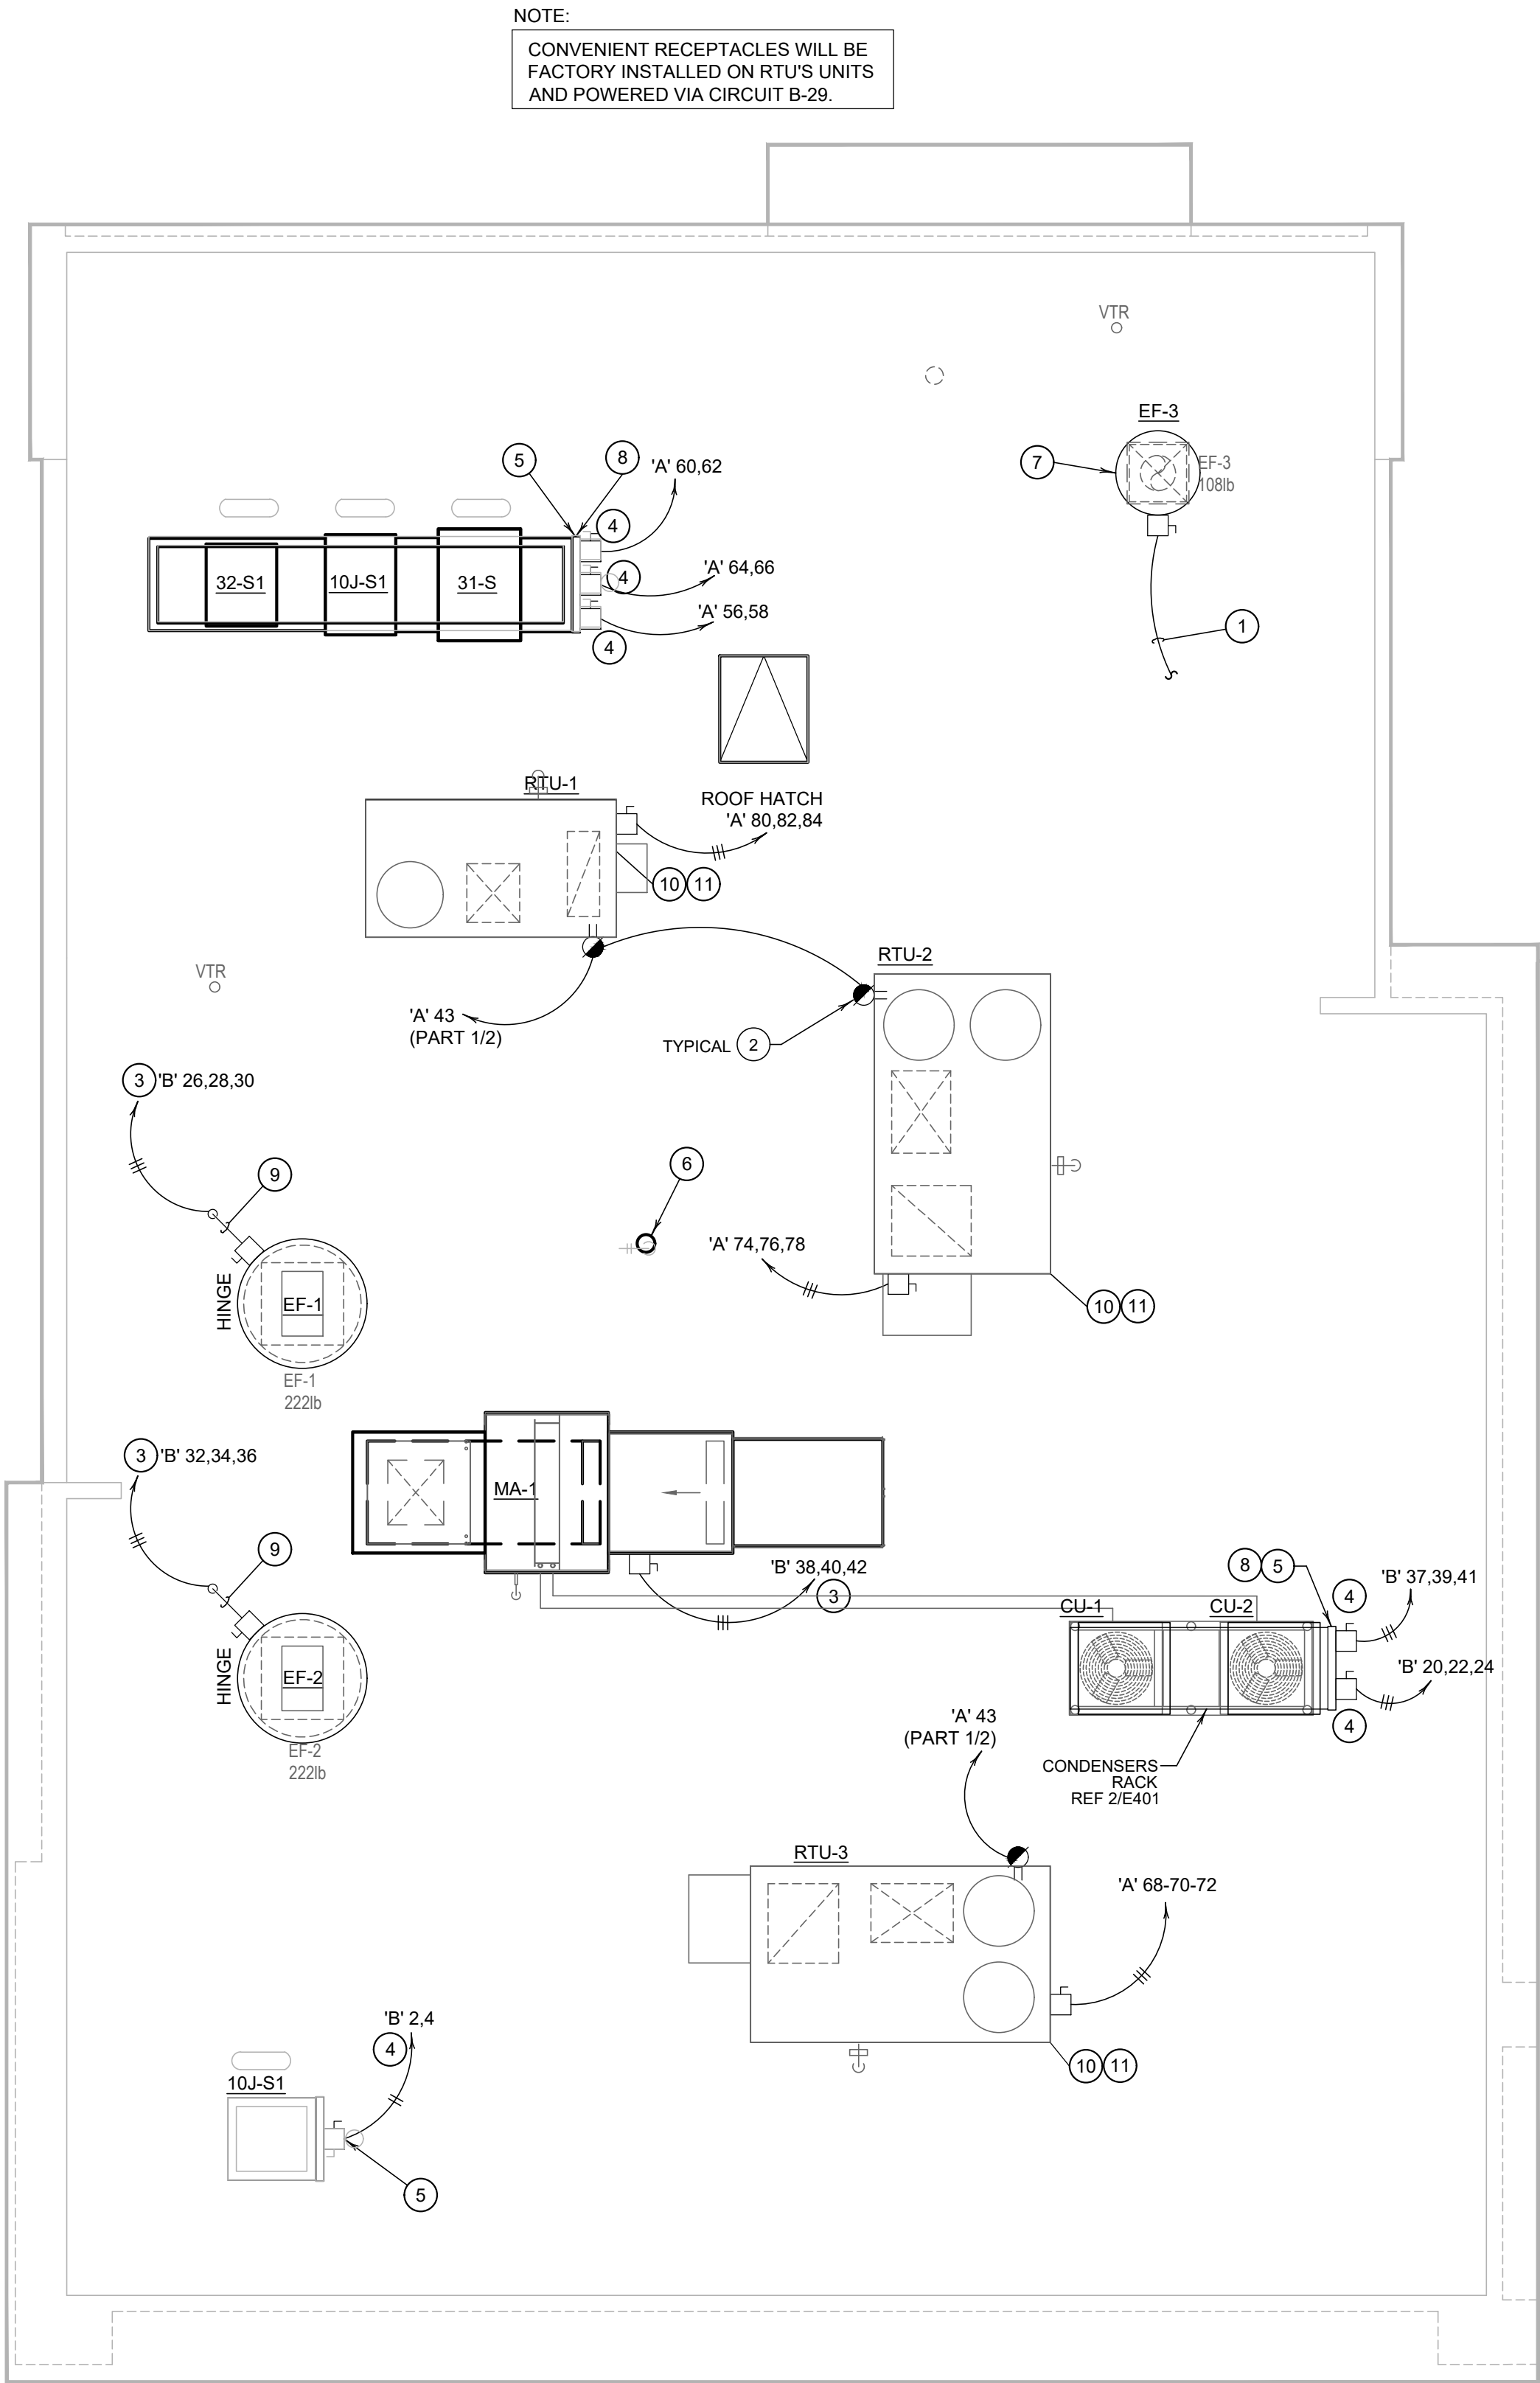 NOTE:
CONVENIENT RECEPTACLES WILL BE
FACTORY INSTALLED ON RTU'S UNITS
AND POWERED VIA CIRCUIT B-29.
VTR
EF-3
7
EF-3
108lb
5
8
'A' 60,62
4
4
'A' 64,66
'A' 56,58
4
32-S1
10J-S1
31-S
1
RTU-1
ROOF HATCH
'A' 80,82,84
10
11
RTU-2
VTR
'A' 43
(PART 1/2)
TYPICAL
2
3
'B' 26,28,30
9
6
'A' 74,76,78
HINGE
EF-1
10
11
EF-1
222lb
3
'B' 32,34,36
MA-1
9
'B' 38,40,42
3
8
5
4
'B' 37,39,41
CU-1
CU-2
'B' 20,22,24
4
HINGE
EF-2
EF-2
222lb
'A' 43
(PART 1/2)
CONDENSERS
RACK
REF 2/E401
RTU-3
'A' 68-70-72
'B' 2,4
4
10
11
10J-S1
5